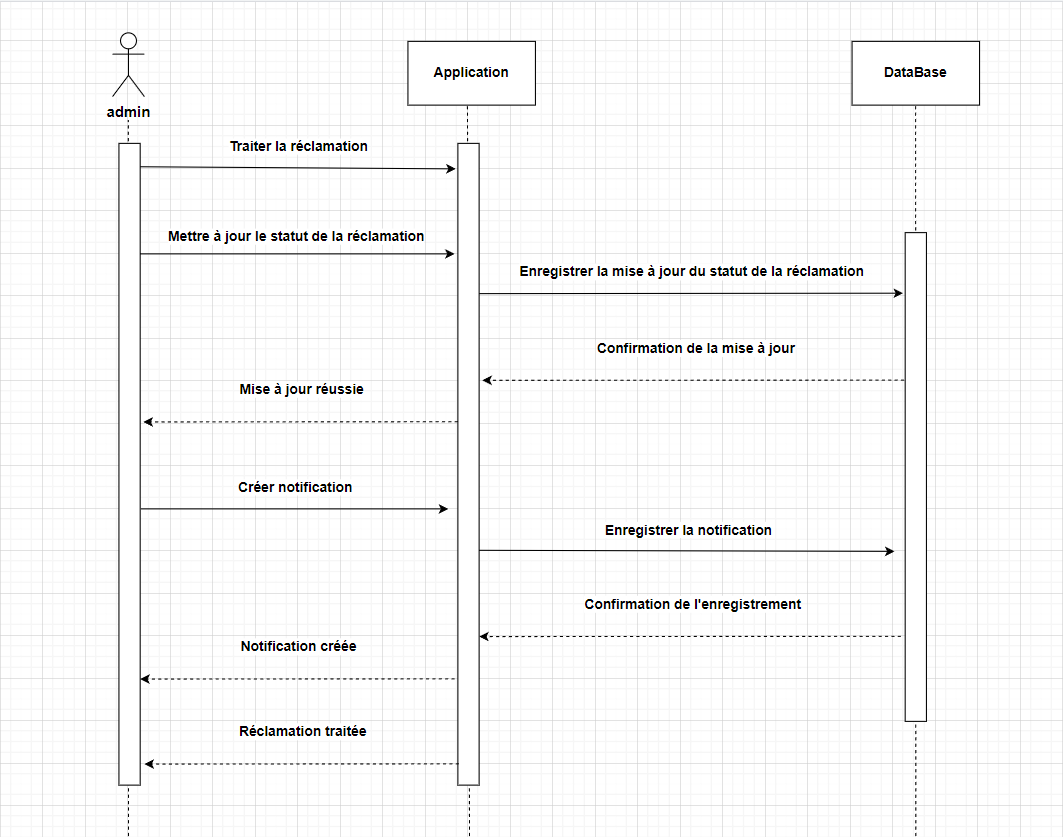 admin
Application
DataBase
Traiter la réclamation
Mettre à jour le statut de la réclamation
Enregistrer la mise à jour du statut de la réclamation
Confirmation de la mise à jour
Mise à jour réussie
Créer notification
Enregistrer la notification
Confirmation de l'enregistrement
Notification créée
Réclamation traitée